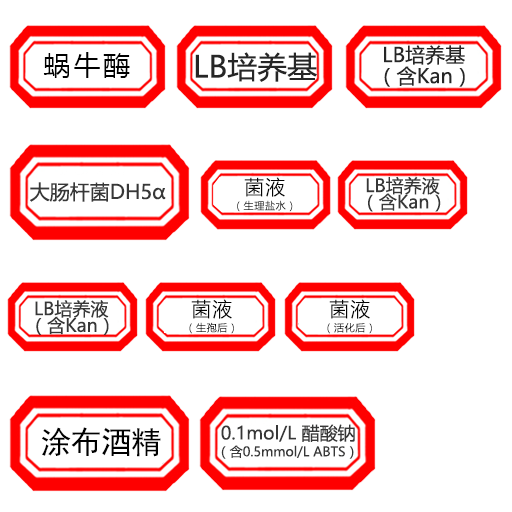 蜗牛酶
LB培养基
LB培养基
（含Kan）
大肠杆菌DH5α
菌液
（生理盐水）
LB培养液
（含Kan）
LB培养液
（含Kan）
菌液
（生孢后）
菌液
（活化后）
涂布酒精
0.1mol/L 醋酸钠
（含0.5mmol/L ABTS）